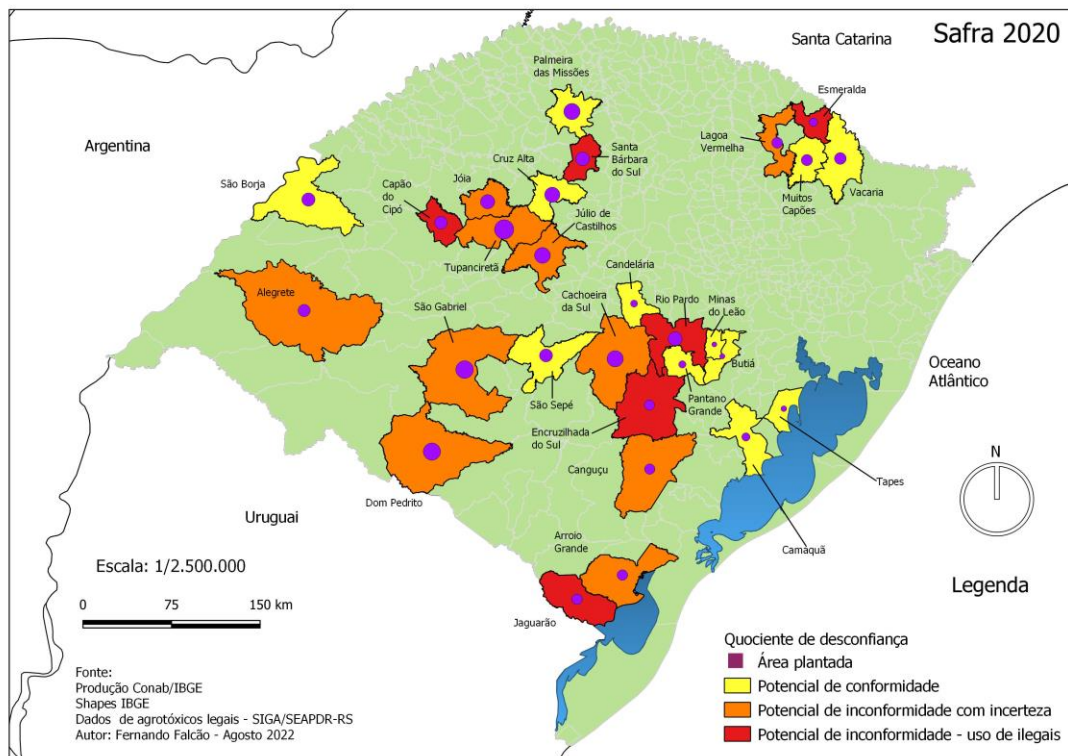 Safra 2020
Santa Catarina
Argentina
Uruguai
Oceano
Atlântico
Palmeira
das Missões
Esmeralda
Lagoa
Vermelha
Santa
Bárbara
do Sul
Cruz Alta
São Borja
Capão
do
Cipó
Jóia
Muitos
Capões
Vacaria
Júlio de
Castilhos
Tupanciretã
Candelária
Alegrete
São Gabriel
Cachoeira
da Sul
Rio Pardo
Minas
do Leão
Butiá
São Sepé
Pantano
Grande
Encruzilhada
do Sul
Canguçu
Tapes
Dom Pedrito
Camaquã
Arroio
Grande
Jaguarão
N
Escala: 1/2.500.000
0 75 150 km
Fonte:
Produção Conab/IBGE
Shapes IBGE
Dados de agrotóxicos legais - SIGA/SEAPDR-RS
Autor: Fernando Falcão - Agosto 2022
Legenda
Quociente de desconfiança
Área plantada
Potencial de conformidade
Potencial de inconformidade com incerteza
Potencial de inconformidade - uso de ilegais